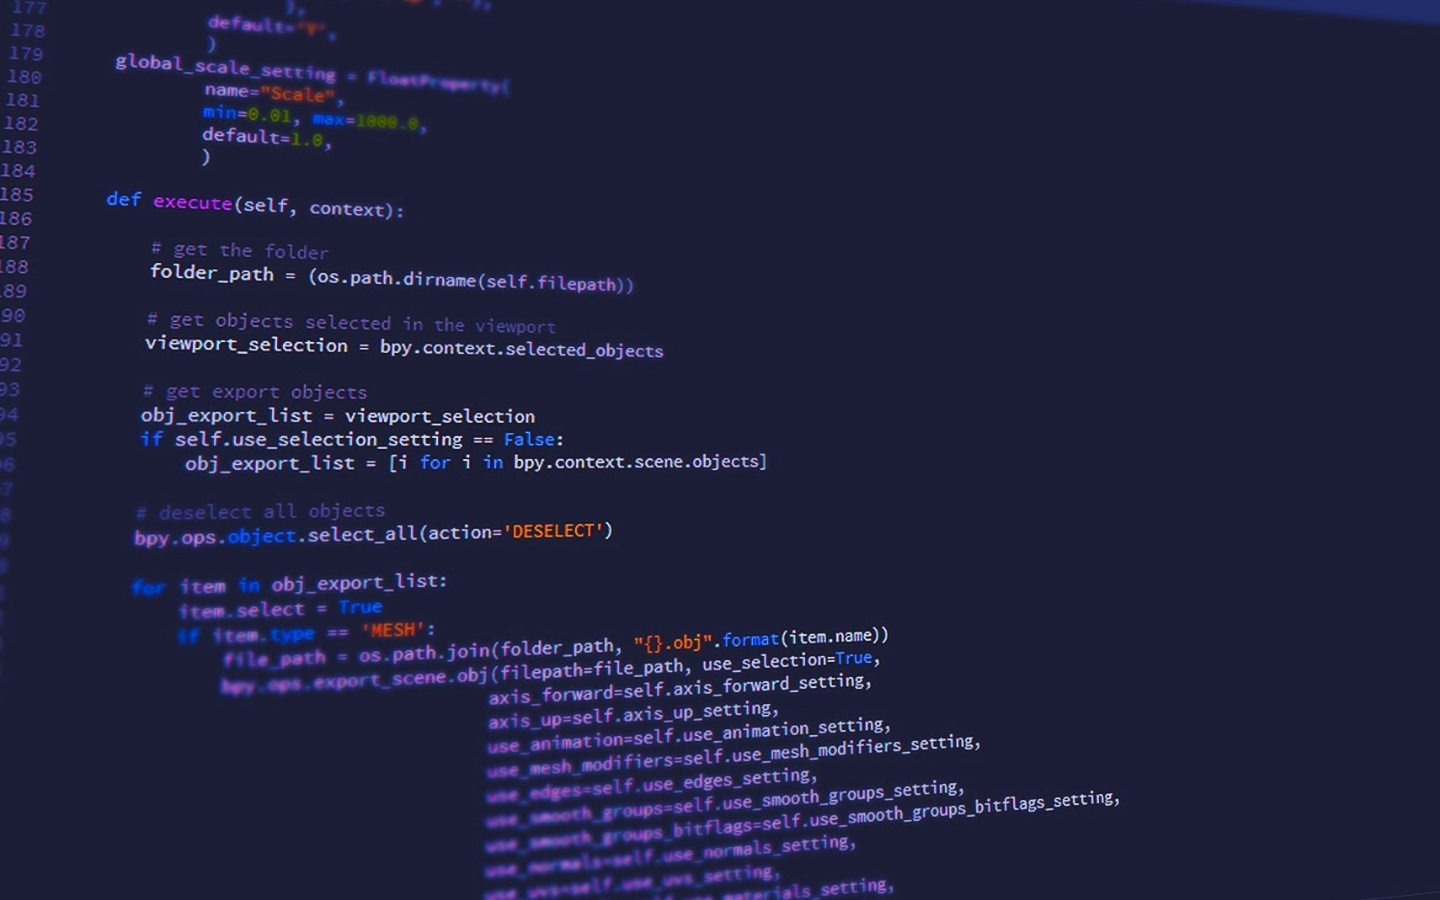 177
178 default="Y",
179 )
180 global_scale_setting = FloatProperty(
181 name="Scale",
182 min=0.01, max=1000.0,
183 default=1.0,
184 )
185
186 def execute(self, context):
187
188 # get the folder
89 folder_path = (os.path.dirname(self.filepath))
90
91 # get objects selected in the viewport
92 viewport_selection = bpy.context.selected_objects
93
94 # get export objects
95 obj_export_list = viewport_selection
96 if self.use_selection_setting == False:
7 obj_export_list = [i for i in bpy.context.scene.objects]
# deselect all objects
bpy.ops.object.select_all(action='DESELECT')
for item in obj_export_list:
item.select = True
if item.type == 'MESH':
file_path = os.path.join(folder_path, "{}.obj".format(item.name))
bpy.ops.export_scene.obj(filepath=file_path, use_selection=True,
axis_forward=self.axis_forward_setting,
axis_up=self.axis_up_setting,
use_animation=self.use_animation_setting,
use_mesh_modifiers=self.use_mesh_modifiers_setting,
use_edges=self.use_edges_setting,
use_smooth_groups=self.use_smooth_groups_setting,
use_smooth_groups_bitflags=self.use_smooth_groups_bitflags_setting,
use_normals=self.use_normals_setting,
use_uvs=self.use_uvs_setting,